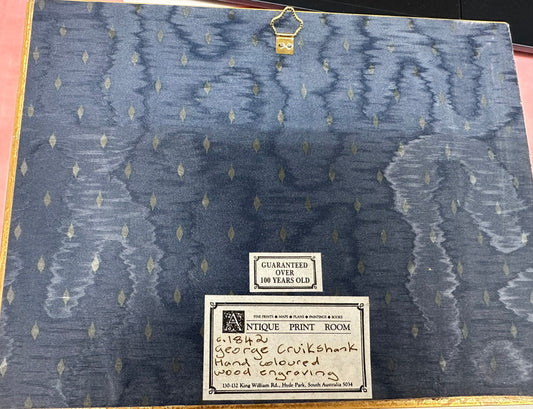 GUARANTEED
OVER
100 YEARS OLD
FINE PRINTS • MAPS • PLANS • PAINTINGS • BOOKS
ANTIQUE PRINT ROOM
c.1842
George Cruikshank
Hand coloured
wood engraving
130-132 King William Rd., Hyde Park, South Australia 5034